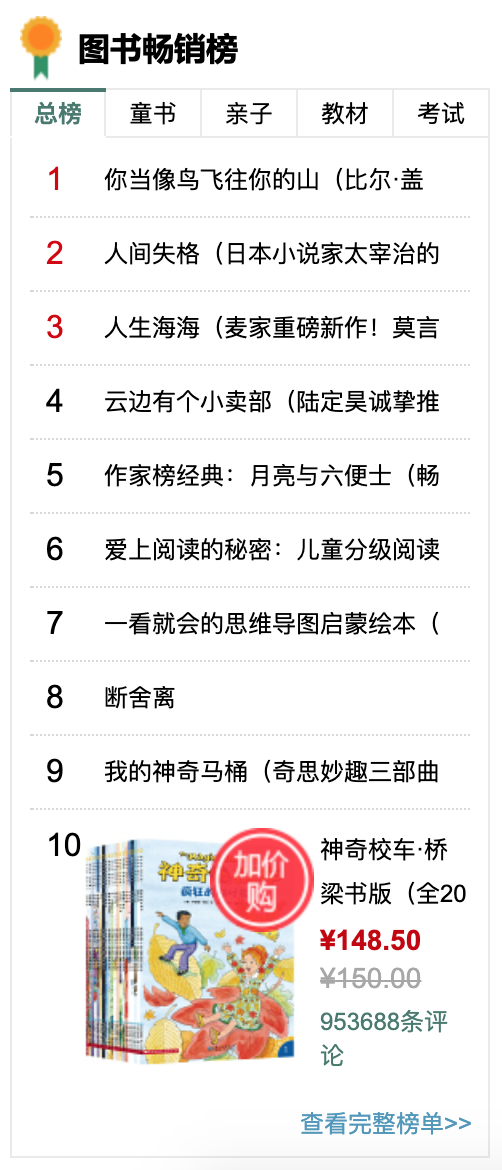 图书畅销榜
总榜 童书 亲子 教材 考试
1 你当像鸟飞往你的山（比尔·盖
2 人间失格（日本小说家太宰治的
3 人生海海（麦家重磅新作！莫言
4 云边有个小卖部（陆定昊诚挚推
5 作家榜经典：月亮与六便士（畅
6 爱上阅读的秘密：儿童分级阅读
7 一看就会的思维导图启蒙绘本（
8 断舍离
9 我的神奇马桶（奇思妙趣三部曲
10
神奇
疯狂
加价
购
神奇校车·桥
梁书版（全20
¥148.50
¥150.00
953688条评
论
查看完整榜单>>